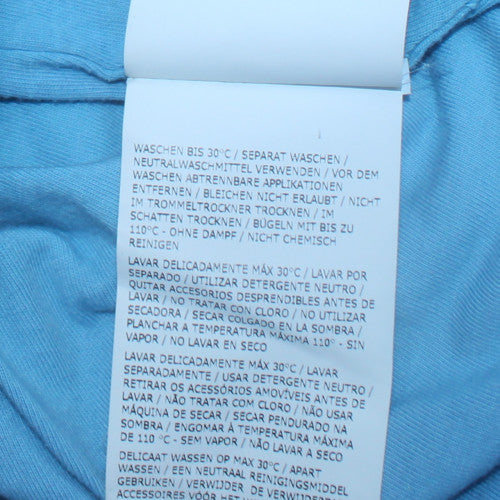 WASCHEN BIS 30°C / SEPARAT WASCHEN /
NEUTRALWASCHMITTEL VERWENDEN / VOR DEM
WASCHEN ABTRENNBARE APPLIKATIONEN
ENTFERNEN / BLEICHEN NICHT ERLAUBT / NICHT
IM TROMMELTROCKNER TROCKNEN / IM
SCHATTEN TROCKNEN / BÜGELN MIT BIS ZU
110°C - OHNE DAMPF / NICHT CHEMISCH
REINIGEN
LAVAR DELICADAMENTE MÁX 30°C / LAVAR POR
SEPARADO / UTILIZAR DETERGENTE NEUTRO /
QUITAR ACCESORIOS DESPRENDIBLES ANTES DE
LAVAR / NO TRATAR CON CLORO / NO UTILIZAR
SECADORA / SECAR COLGADO EN LA SOMBRA /
PLANCHAR A TEMPERATURA MÁXIMA 110° - SIN
VAPOR / NO LAVAR EN SECO
LAVAR DELICADAMENTE MÁX 30°C / LAVAR
SEPARADAMENTE / USAR DETERGENTE NEUTRO /
RETIRAR OS ACESSÓRIOS AMOVÍVEIS ANTES DE
LAVAR / NÃO TRATAR COM CLORO / NÃO USAR
MÁQUINA DE SECAR / SECAR PENDURADO NA
SOMBRA / ENGOMAR À TEMPERATURA MÁXIMA
DE 110 °C - SEM VAPOR / NÃO LAVAR A SECO
DELICAAT WASSEN OP MAX 30°C / APART
WASSEN / EEN NEUTRAAL REINIGINGSMIDDEL
GEBRUIKEN / VERWIJDER DE VERWIJDERBARE
ACCESSOIRES VÓÓR HET